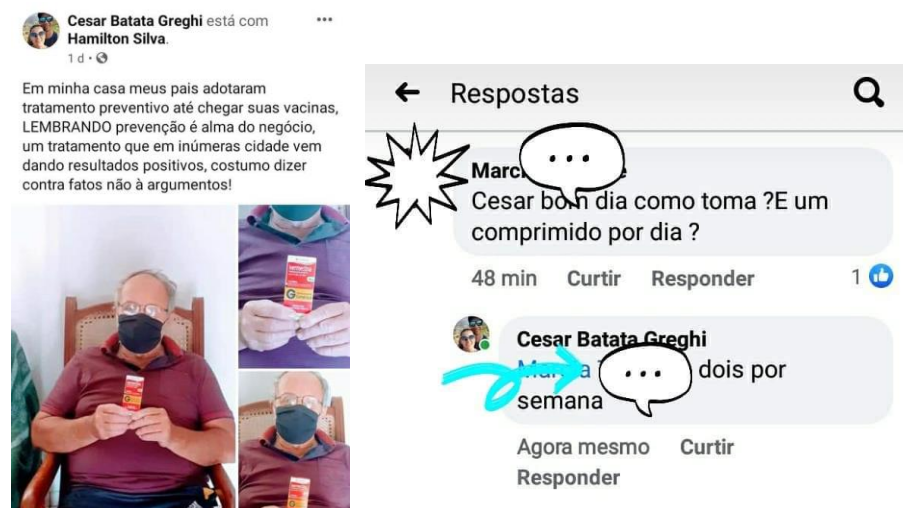 Cesar Batata Greghi está com
Hamilton Silva.
1 d
Em minha casa meus pais adotaram
tratamento preventivo até chegar suas vacinas,
LEMBRANDO prevenção é alma do negócio,
um tratamento que em inúmeras cidade vem
dando resultados positivos, costumo dizer
contra fatos não à argumentos!
G
Respostas
...
Cesar bom dia como toma ?E um
comprimido por dia ?
48 min Curtir Responder 1
Cesar Batata Greghi
... dois por
semana
Agora mesmo Curtir
Responder